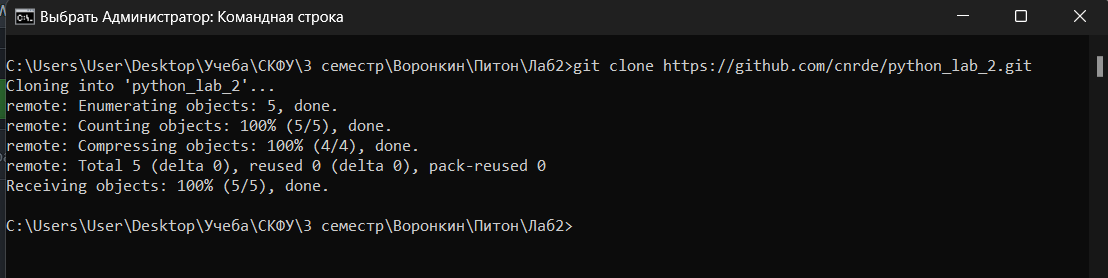 Выбрать Администратор: Командная строка
C:\Users\User\Desktop\Учеба\СКФУ\3 семестр\Воронкин\Питон\Лаб2>git clone https://github.com/cnrde/python_lab_2.git
Cloning into 'python_lab_2'...
remote: Enumerating objects: 5, done.
remote: Counting objects: 100% (5/5), done.
remote: Compressing objects: 100% (4/4), done.
remote: Total 5 (delta 0), reused 0 (delta 0), pack-reused 0
Receiving objects: 100% (5/5), done.
C:\Users\User\Desktop\Учеба\СКФУ\3 семестр\Воронкин\Питон\Лаб2>